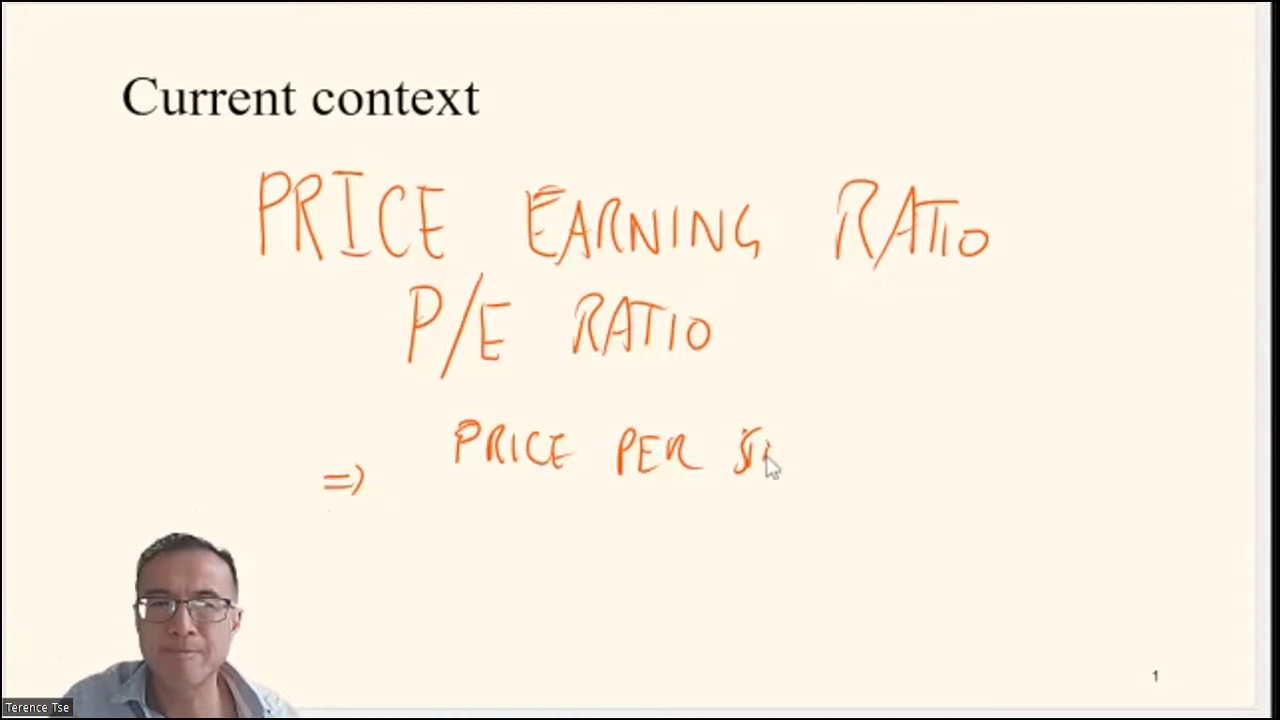 Current context
PRICE EARNING RATIO
P/E RATIO
PRICE PER
=>
1
Terence Tse